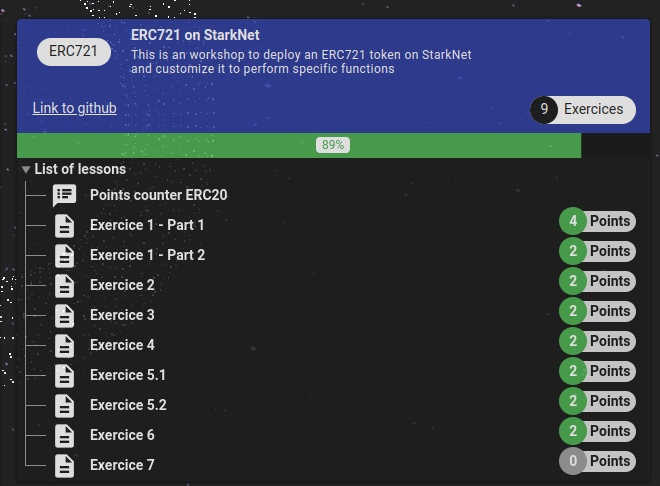 ERC721
ERC721 on StarkNet
This is an workshop to deploy an ERC721 token on StarkNet
and customize it to perform specific functions
Link to github
9 Exercices
89%
List of lessons
Points counter ERC20
Exercice 1 - Part 1 4 Points
Exercice 1 - Part 2 2 Points
Exercice 2 2 Points
Exercice 3 2 Points
Exercice 4 2 Points
Exercice 5.1 2 Points
Exercice 5.2 2 Points
Exercice 6 2 Points
Exercice 7 0 Points